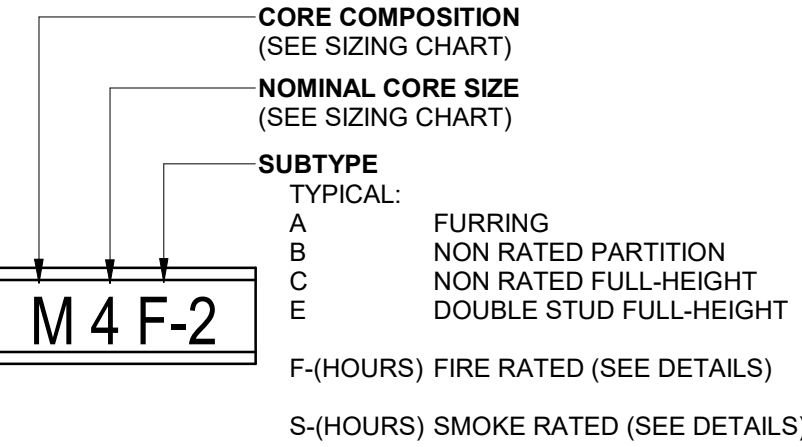 CORE COMPOSITION
(SEE SIZING CHART)
NOMINAL CORE SIZE
(SEE SIZING CHART)
SUBTYPE
TYPICAL:
A FURRING
B NON RATED PARTITION
C NON RATED FULL-HEIGHT
E DOUBLE STUD FULL-HEIGHT
M 4 F-2
F-(HOURS) FIRE RATED (SEE DETAILS)
S-(HOURS) SMOKE RATED (SEE DETAILS)